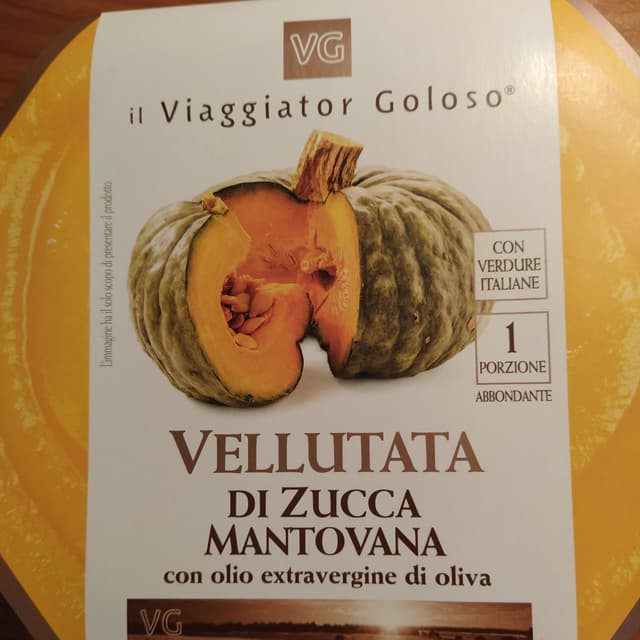 VG
il Viaggiator Goloso®
L'immagine ha il solo scopo di presentare il prodotto.
CON
VERDURE
ITALIANE
1
PORZIONE
ABBONDANTE
VELLUTATA
DI ZUCCA
MANTOVANA
con olio extravergine di oliva
VG